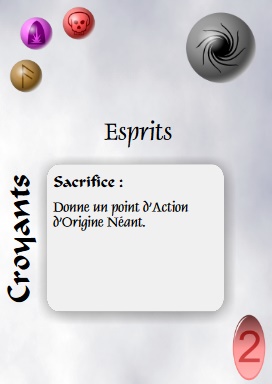 Esprits
Croyants
Sacrifice :
Donne un point d'Action
d'Origine Néant.
2